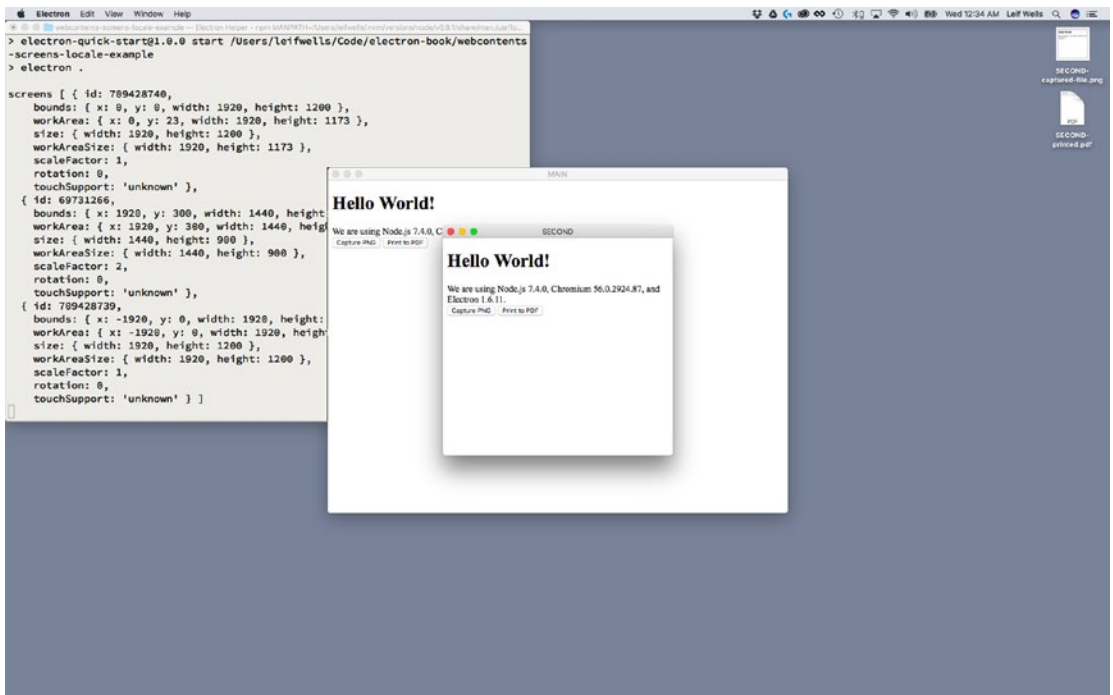 Electron Edit View Window Help
Wed 12:34 AM Leif Wells
> electron-quick-start@1.0.0 start /Users/leifwells/Code/electron-book/webcontents
-screens-locale-example
> electron .
screens [ { id: 709428740,
bounds: { x: 0, y: 0, width: 1920, height: 1200 },
workArea: { x: 0, y: 23, width: 1920, height: 1173 },
size: { width: 1920, height: 1200 },
workAreaSize: { width: 1920, height: 1173 },
scaleFactor: 1,
rotation: 0,
touchSupport: 'unknown' },
{ id: 69731266,
bounds: { x: 1920, y: 300, width: 1440, height
workArea: { x: 1920, y: 300, width: 1440, heig
size: { width: 1440, height: 900 },
workAreaSize: { width: 1440, height: 900 },
scaleFactor: 2,
rotation: 0,
touchSupport: 'unknown' },
{ id: 709428739,
bounds: { x: -1920, y: 0, width: 1920, height:
workArea: { x: -1920, y: 0, width: 1920, heigh
size: { width: 1920, height: 1200 },
workAreaSize: { width: 1920, height: 1200 },
scaleFactor: 1,
rotation: 0,
touchSupport: 'unknown' } ]
MAIN
Hello World!
We are using Node.js 7.4.0, C
Capture PNG Print to PDF
SECOND
Hello World!
We are using Node.js 7.4.0, Chromium 56.0.2924.87, and
Electron 1.6.11.
Capture PNG Print to PDF
SECOND-
captured-file.png
PDF
SECOND-
printed.pdf